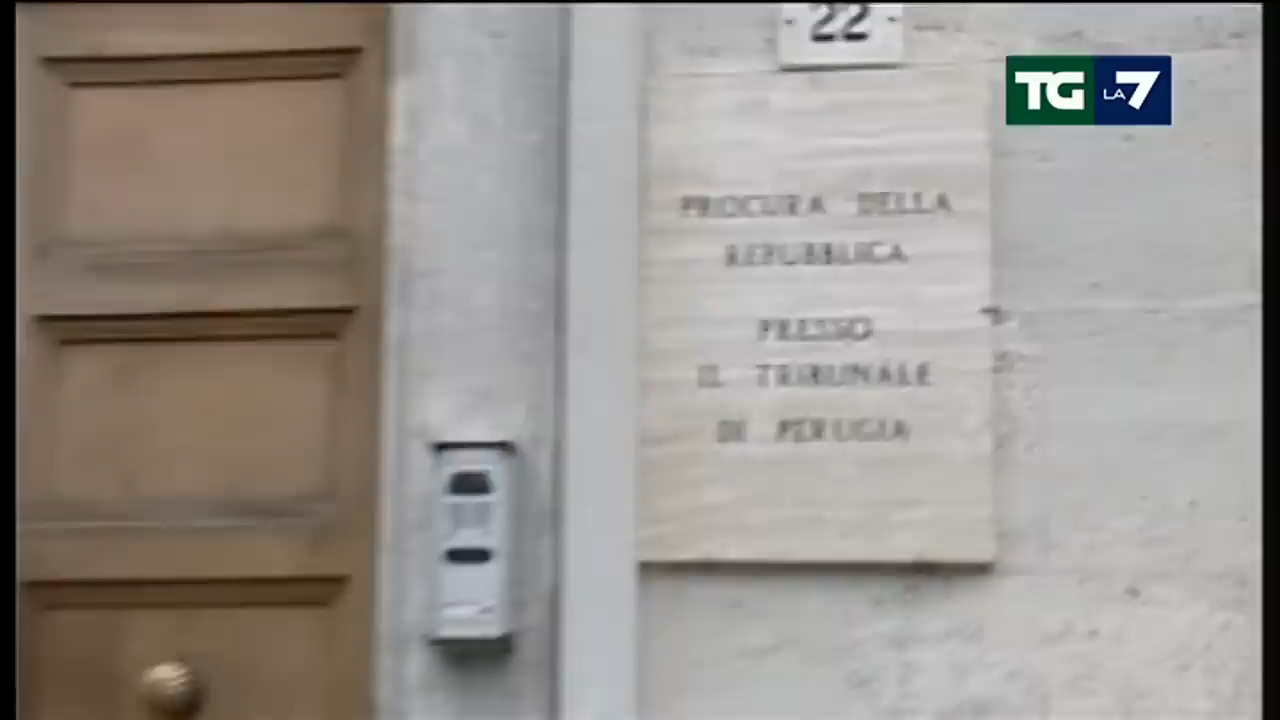 · 22 ·
TG LA7
PROCURA DELLA
REPUBBLICA
PRESSO
IL TRIBUNALE
DI PERUGIA